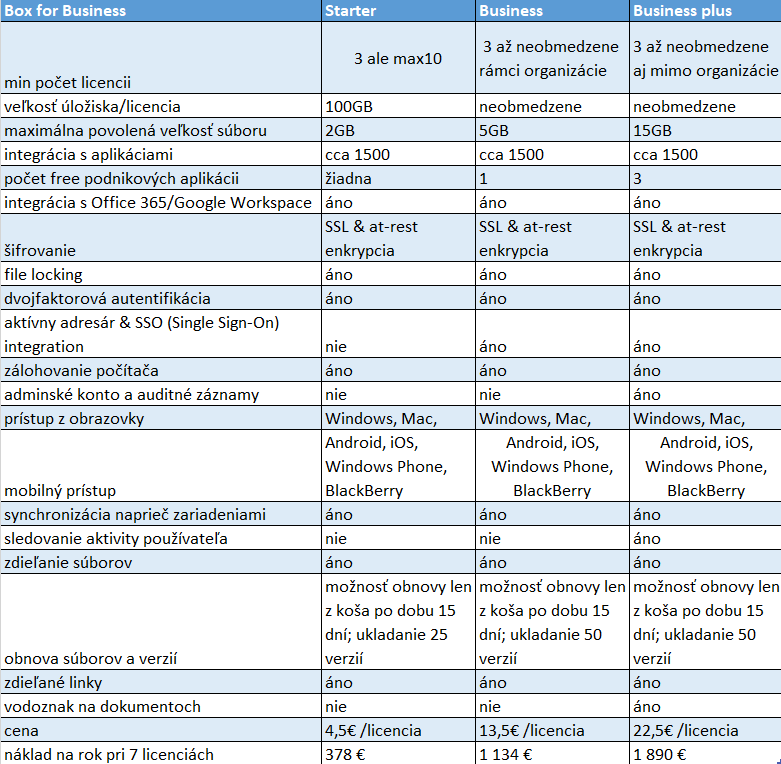 Box for Business Starter Business Business plus
min počet licencii 3 ale max10 3 až neobmedzene rámci organizácie 3 až neobmedzene aj mimo organizácie
veľkosť úložiska/licencia 100GB neobmedzene neobmedzene
maximálna povolená veľkosť súboru 2GB 5GB 15GB
integrácia s aplikáciami cca 1500 cca 1500 cca 1500
počet free podnikových aplikácii žiadna 1 3
integrácia s Office 365/Google Workspace áno áno áno
šifrovanie SSL & at-rest enkrypcia SSL & at-rest enkrypcia SSL & at-rest enkrypcia
file locking áno áno áno
dvojfaktorová autentifikácia áno áno áno
aktívny adresár & SSO (Single Sign-On) integration nie áno áno
zálohovanie počítača áno áno áno
adminské konto a auditné záznamy nie nie áno
prístup z obrazovky Windows, Mac, Windows, Mac, Windows, Mac,
mobilný prístup Android, iOS, Windows Phone, BlackBerry Android, iOS, Windows Phone, BlackBerry Android, iOS, Windows Phone, BlackBerry
synchronizácia naprieč zariadeniami áno áno áno
sledovanie aktivity používateľa nie nie áno
zdieľanie súborov áno áno áno
obnova súborov a verzií možnosť obnovy len z koša po dobu 15 dní; ukladanie 25 verzií možnosť obnovy len z koša po dobu 15 dní; ukladanie 50 verzií možnosť obnovy len z koša po dobu 15 dní; ukladanie 50 verzií
zdieľané linky áno áno áno
vodoznak na dokumentoch nie nie áno
cena 4,5€ /licencia 13,5€ /licencia 22,5€ /licencia
náklad na rok pri 7 licenciách 378 € 1 134 € 1 890 €